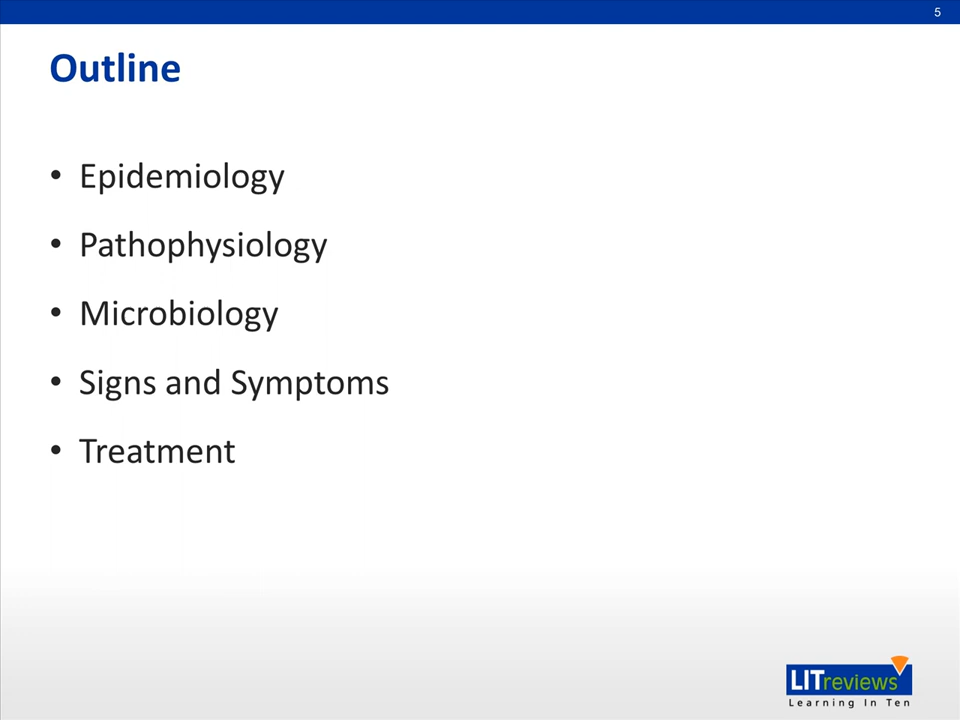 5
Outline
• Epidemiology
• Pathophysiology
• Microbiology
• Signs and Symptoms
• Treatment
LITreviews
Learning In Ten